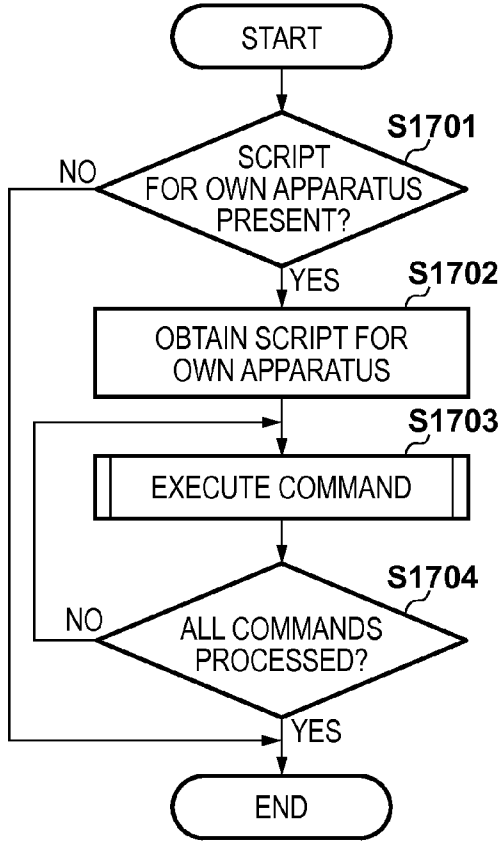 START
S1701
SCRIPT
FOR OWN APPARATUS
PRESENT?
NO
YES
S1702
OBTAIN SCRIPT FOR
OWN APPARATUS
S1703
EXECUTE COMMAND
S1704
NO
ALL COMMANDS
PROCESSED?
YES
END